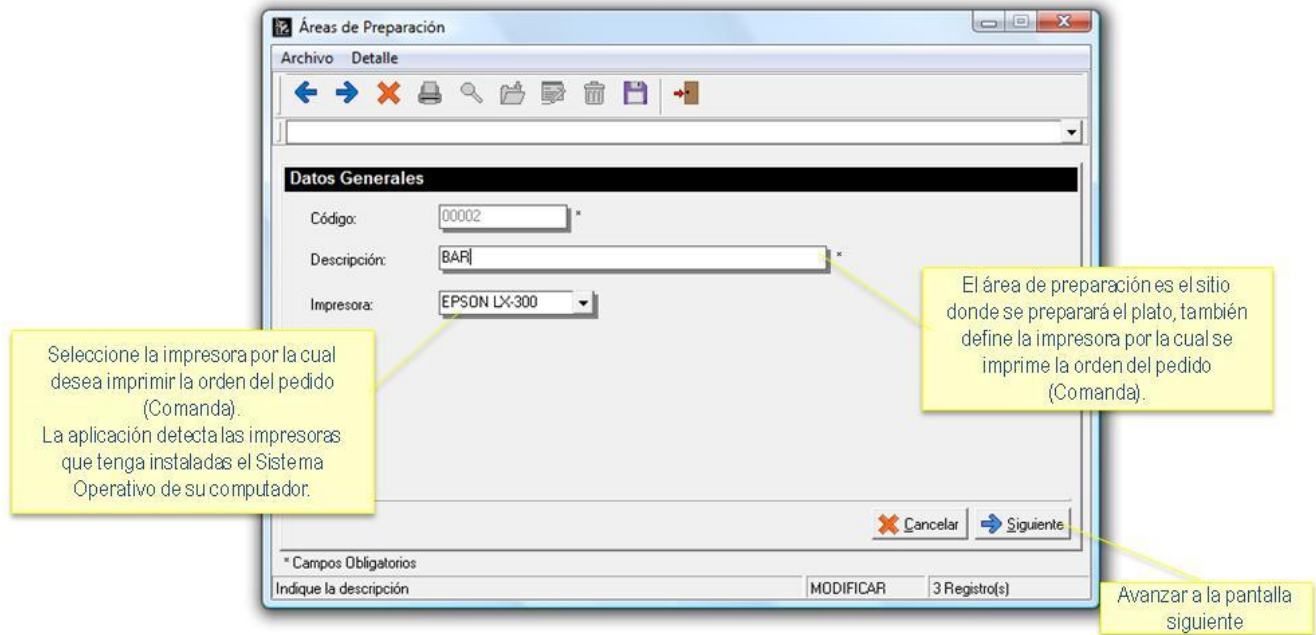 Áreas de Preparación
Archivo Detalle
Datos Generales
Código: 00002 *
Descripción: BAR *
Impresora: EPSON LX-300
El área de preparación es el sitio
donde se preparará el plato, también
define la impresora por la cual se
imprime la orden del pedido
(Comanda).
Seleccione la impresora por la cual
desea imprimir la orden del pedido
(Comanda).
La aplicación detecta las impresoras
que tenga instaladas el Sistema
Operativo de su computador.
Cancelar Siguiente
* Campos Obligatorios
Indique la descripción MODIFICAR 3 Registro(s)
Avanzar a la pantalla
siguiente